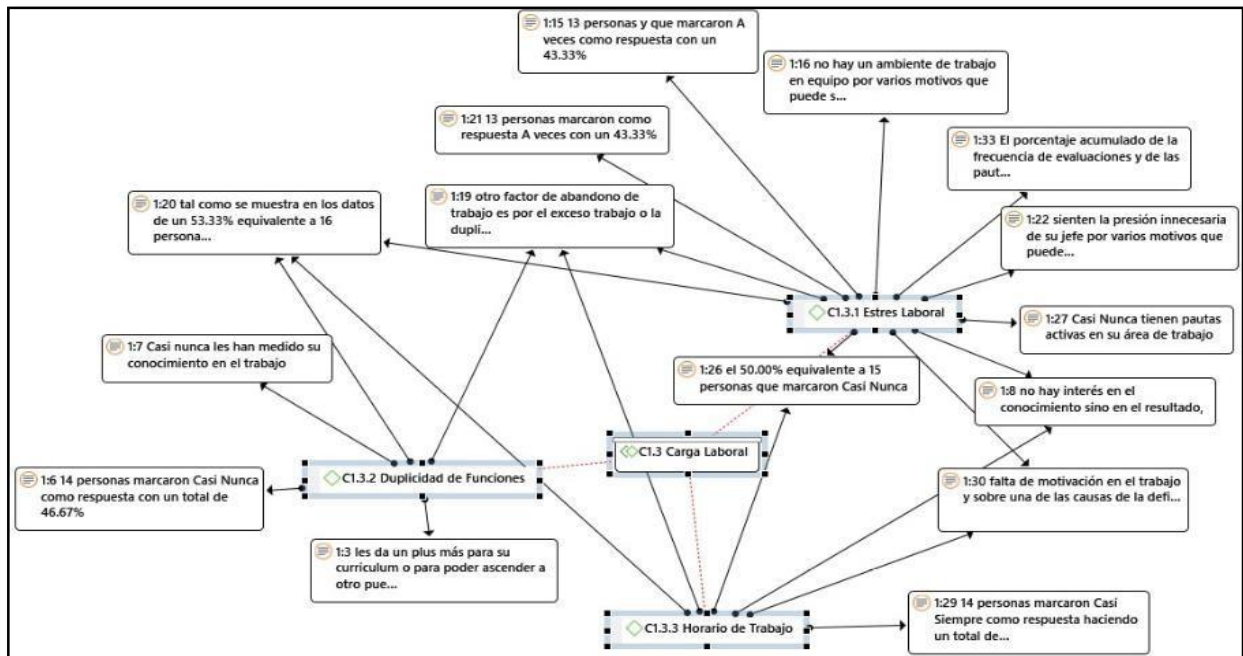 1:15 13 personas y que marcaron A
veces como respuesta con un
43.33%
1:16 no hay un ambiente de trabajo
en equipo por varios motivos que
puede s...
1:21 13 personas marcaron como
respuesta A veces con un 43.33%
1:33 El porcentaje acumulado de la
frecuencia de evaluaciones y de las
paut...
1:20 tal como se muestra en los datos
de un 53.33% equivalente a 16
persona...
1:19 otro factor de abandono de
trabajo es por el exceso trabajo o la
dupli...
1:22 sienten la presión innecesaria
de su jefe por varios motivos que
puede...
C1.3.1 Estres Laboral
1:27 Casi Nunca tienen pautas
activas en su área de trabajo
1:7 Casi nunca les han medido su
conocimiento en el trabajo
1:26 el 50.00% equivalente a 15
personas que marcaron Casi Nunca
1:8 no hay interés en el
conocimiento sino en el resultado,
C1.3 Carga Laboral
C1.3.2 Duplicidad de Funciones
1:6 14 personas marcaron Casi Nunca
como respuesta con un total de
46.67%
1:30 falta de motivación en el trabajo
y sobre una de las causas de la defi...
1:3 les da un plus más para su
curriculum o para poder ascender a
otro pue...
C1.3.3 Horario de Trabajo
1:29 14 personas marcaron Casi
Siempre como respuesta haciendo
un total de...